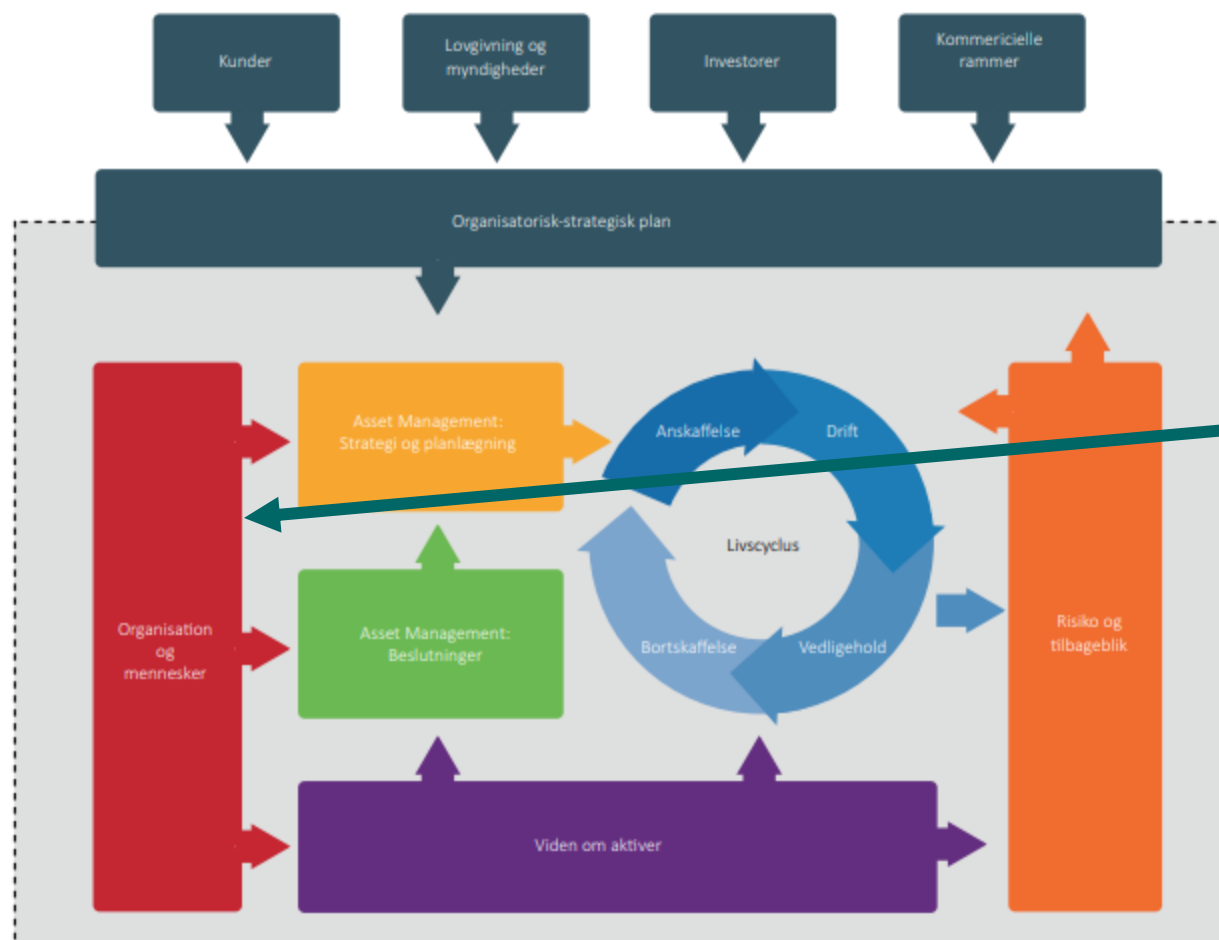 Kunder
Lovgivning og
myndigheder
Investorer
Kommericielle
rammer
Organisatorisk-strategisk plan
Asset Management:
Strategi og planlægning
Anskaffelse
Drift
Livscyclus
Organisation
og
mennesker
Asset Management:
Beslutninger
Bortskaffelse
Vedligehold
Risiko og
tilbageblik
Viden om aktiver